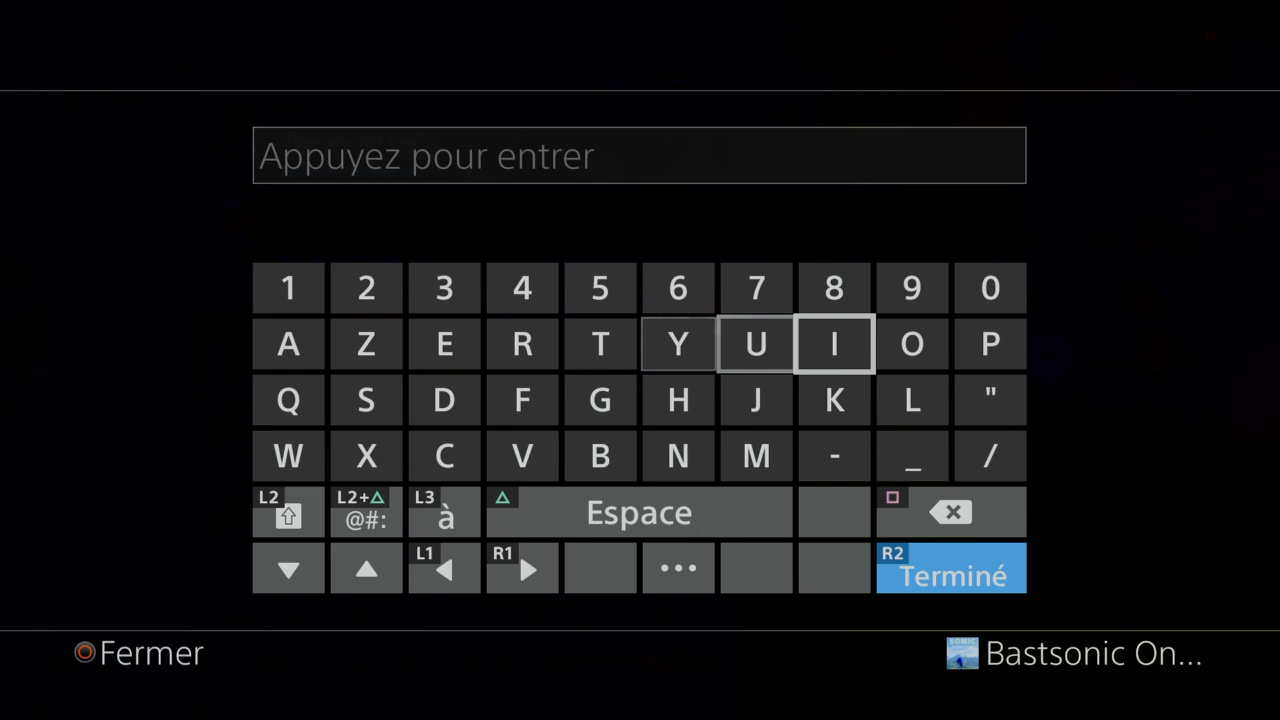 Appuyez pour entrer
1 2 3 4 5 6 7 8 9 0
A Z E R T Y U I O P
Q S D F G H J K L "
W X C V B N M - _ /
L2 L2+△ @#: L3 à △ Espace □
L1 R1 ••• R2 Terminé
Fermer
SONIC Bastsonic On...